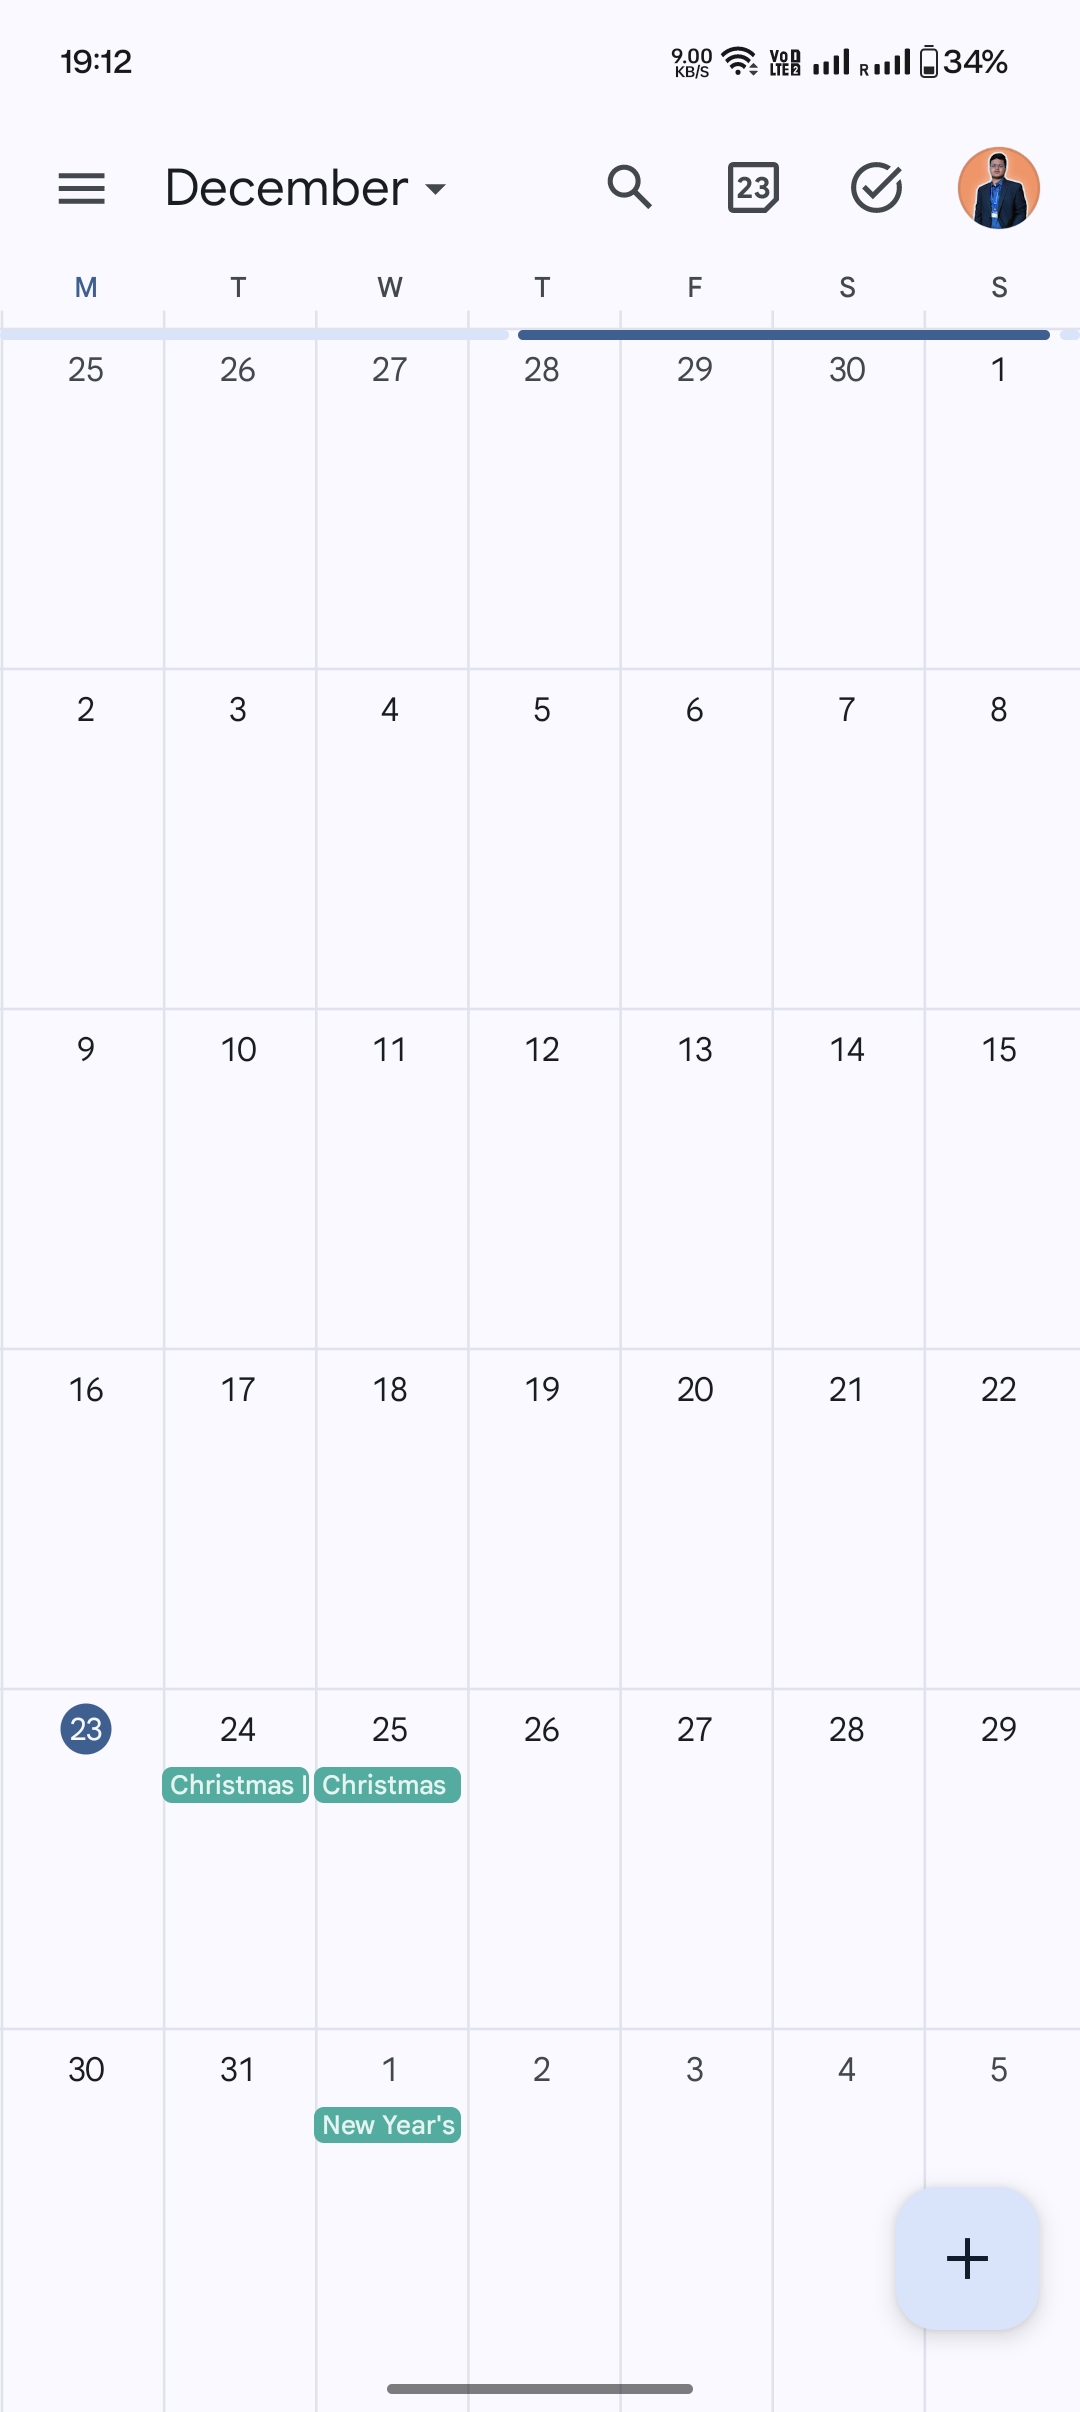 19:12 9.00 KB/S VoD LTE2 R 34%
December 23
M T W T F S S
25 26 27 28 29 30 1
2 3 4 5 6 7 8
9 10 11 12 13 14 15
16 17 18 19 20 21 22
23 24 25 26 27 28 29
Christmas Christmas
30 31 1 2 3 4 5
New Year's